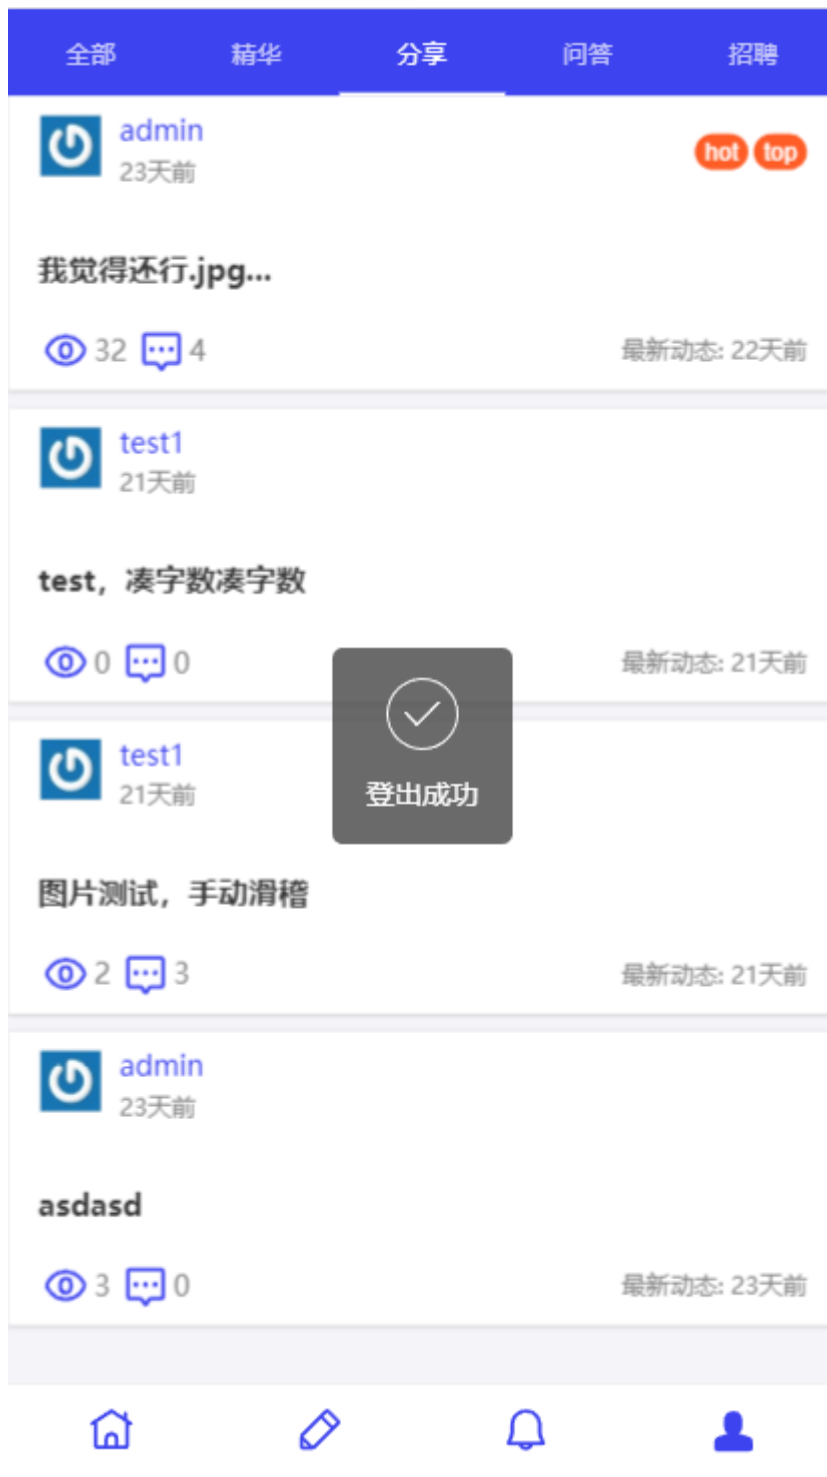 全部 精华 分享 问答 招聘
admin
23天前
hot top
我觉得还行.jpg...
32 4 最新动态: 22天前
test1
21天前
test，凑字数凑字数
0 0 最新动态: 21天前
test1
21天前
登出成功
图片测试，手动滑稽
2 3 最新动态: 21天前
admin
23天前
asdasd
3 0 最新动态: 23天前